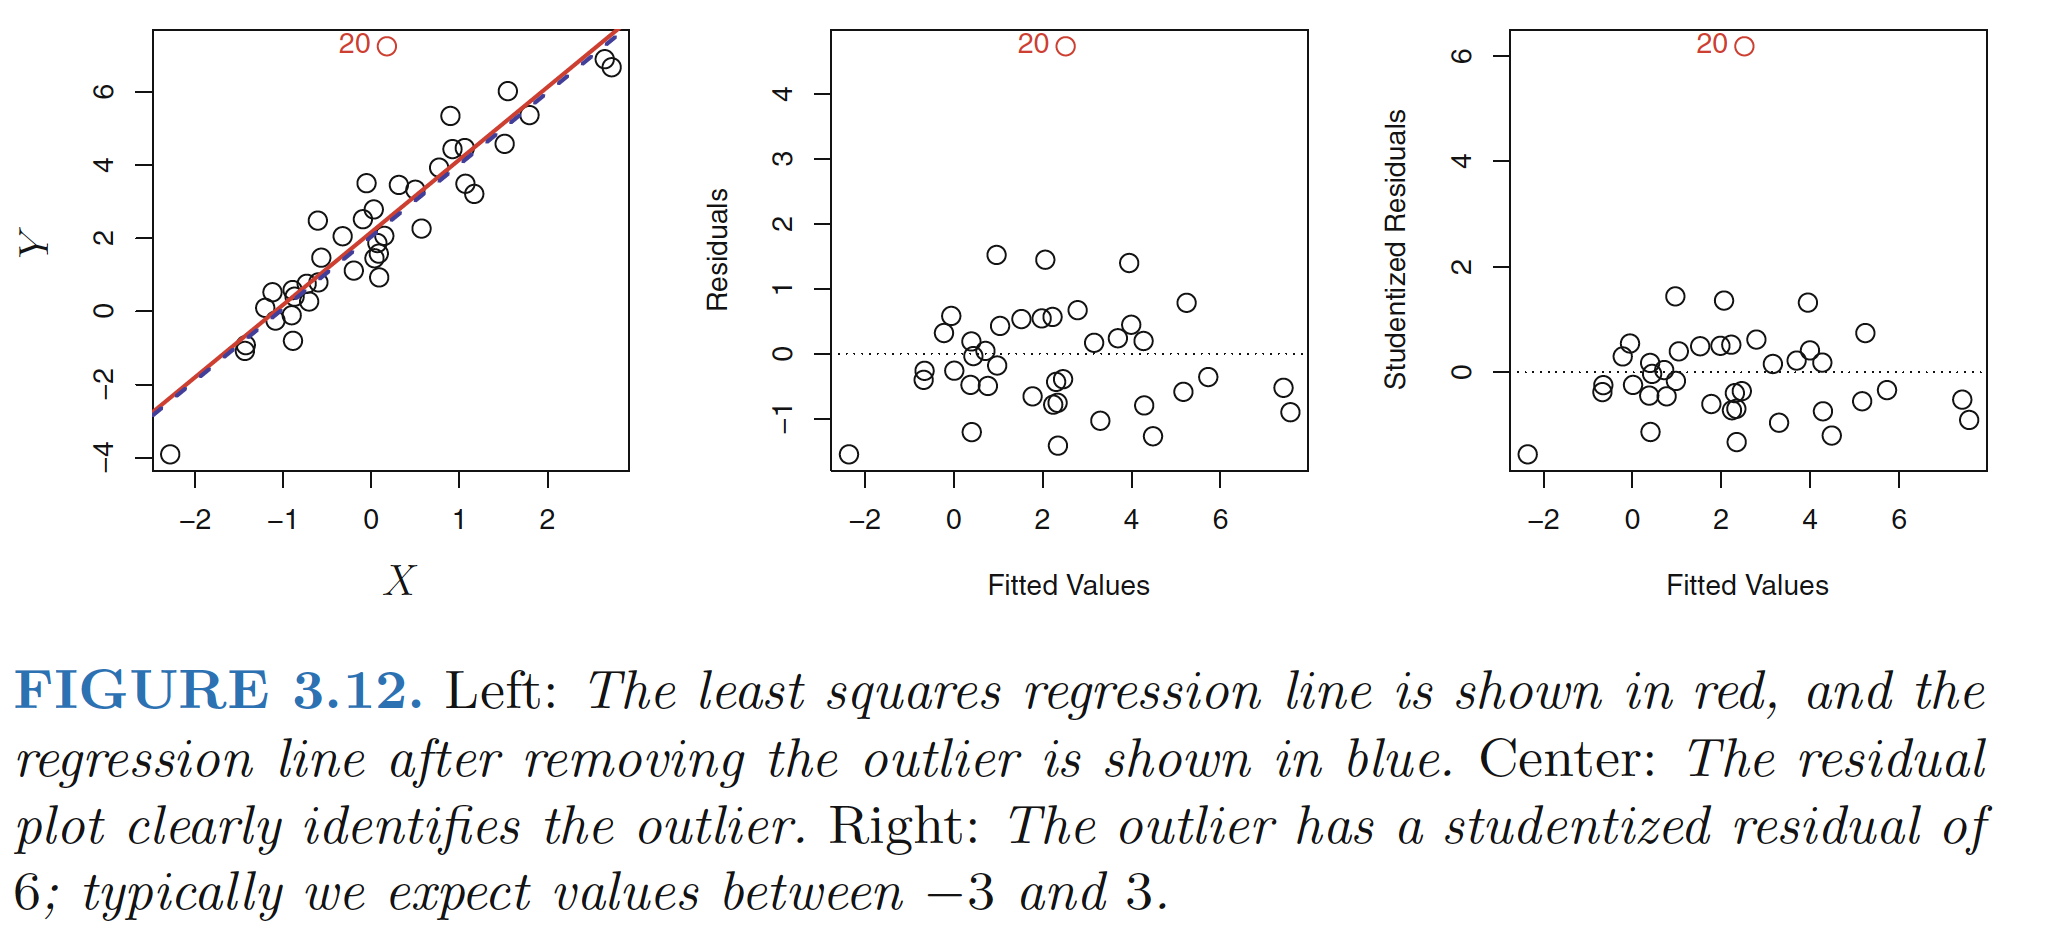 20
6
4
2
0
−2
−4
Y
−2 −1 0 1 2
X
20
4
3
2
1
0
−1
Residuals
−2 0 2 4 6
Fitted Values
20
6
4
2
0
Studentized Residuals
−2 0 2 4 6
Fitted Values
FIGURE 3.12. Left: The least squares regression line is shown in red, and the
regression line after removing the outlier is shown in blue. Center: The residual
plot clearly identifies the outlier. Right: The outlier has a studentized residual of
6; typically we expect values between −3 and 3.